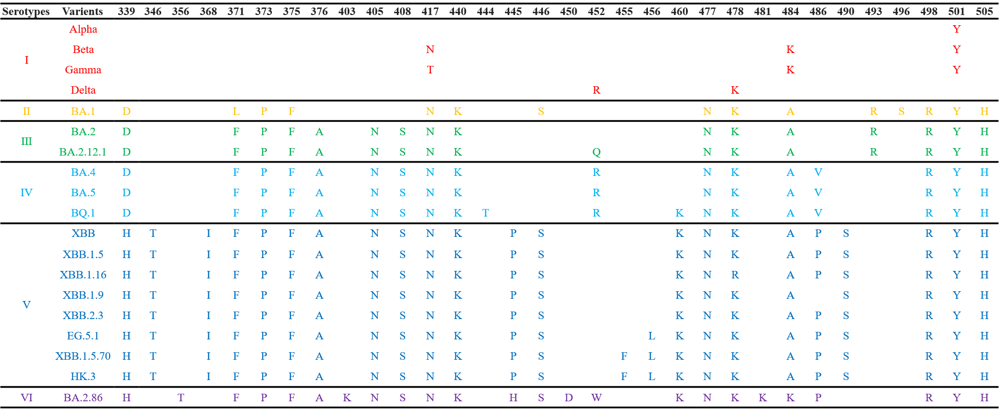 Serotypes Varients 339 346 356 368 371 373 375 376 403 405 408 417 440 444 445 446 450 452 455 456 460 477 478 481 484 486 490 493 496 498 501 505
Alpha Y
Beta N K Y
I
Gamma T K Y
Delta R K
II BA.1 D L P F N K S N K A R S R Y H
BA.2 D F P F A N S N K N K A R R Y H
III
BA.2.12.1 D F P F A N S N K Q N K A R R Y H
BA.4 D F P F A N S N K R N K A V R Y H
IV BA.5 D F P F A N S N K R N K A V R Y H
BQ.1 D F P F A N S N K T R K N K A V R Y H
XBB H T I F P F A N S N K P S K N K A P S R Y H
XBB.1.5 H T I F P F A N S N K P S K N K A P S R Y H
XBB.1.16 H T I F P F A N S N K P S K N R A P S R Y H
XBB.1.9 H T I F P F A N S N K P S K N K A S R Y H
V
XBB.2.3 H T I F P F A N S N K P S K N K A P S R Y H
EG.5.1 H T I F P F A N S N K P S L K N K A P S R Y H
XBB.1.5.70 H T I F P F A N S N K P S F L K N K A P S R Y H
HK.3 H T I F P F A N S N K P S F L K N K A P S R Y H
VI BA.2.86 H T F P F A K N S N K H S D W K N K K K P R Y H